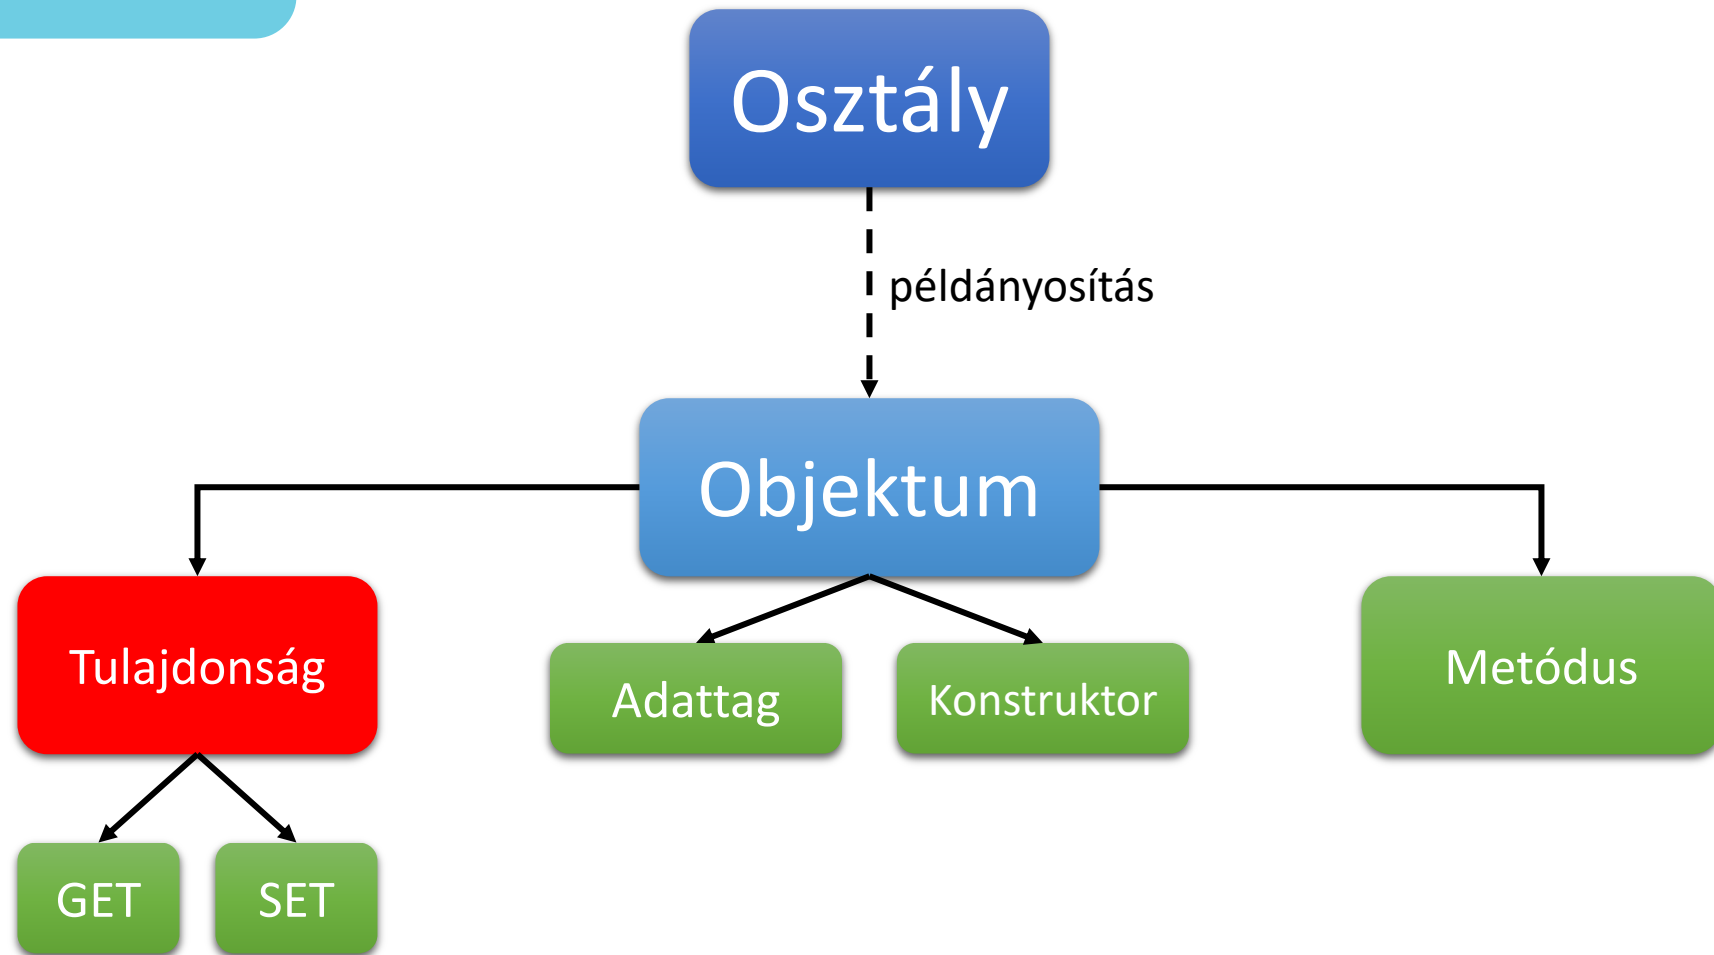 Osztály
példányosítás
Objektum
Tulajdonság
Adattag
Konstruktor
Metódus
GET
SET